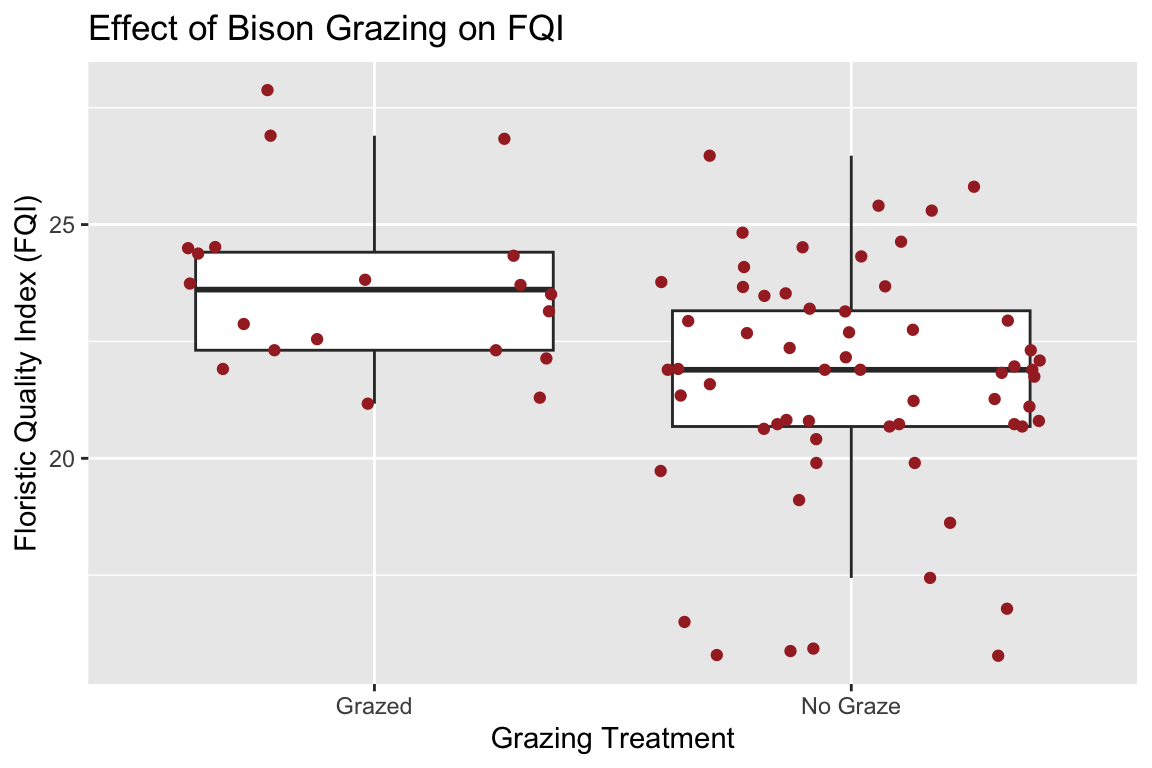 Effect of Bison Grazing on FQI
Floristic Quality Index (FQI)
25
20
Grazed
No Graze
Grazing Treatment